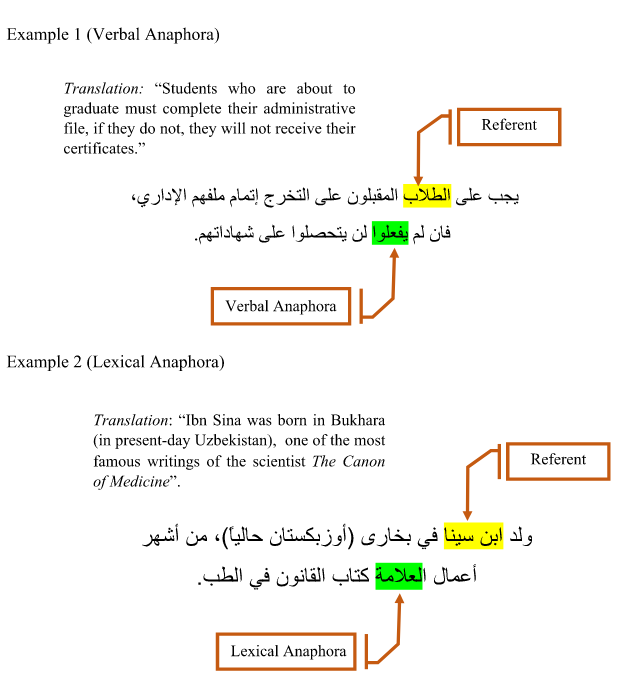 Example 1 (Verbal Anaphora)
Translation: “Students who are about to
graduate must complete their administrative
file, if they do not, they will not receive their
certificates.”
Referent
يجب على الطلاب المقبلون على التخرج إتمام ملفهم الإداري،
فان لم يفعلوا لن يتحصلوا على شهاداتهم.
Verbal Anaphora
Example 2 (Lexical Anaphora)
Translation: “Ibn Sina was born in Bukhara
(in present-day Uzbekistan), one of the most
famous writings of the scientist The Canon
of Medicine”.
Referent
ولد ابن سينا في بخارى (أوزبكستان حالياً)، من أشهر
أعمال العلامة كتاب القانون في الطب.
Lexical Anaphora